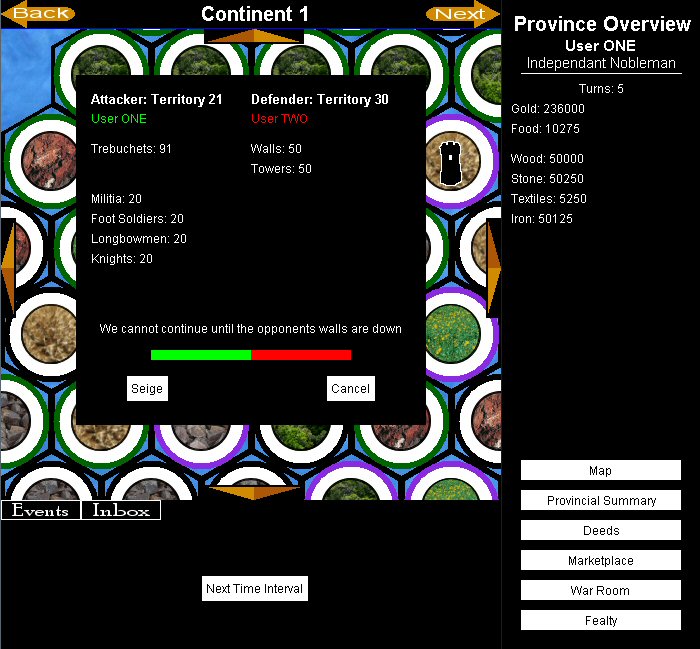 Back
Continent 1
Next
Attacker: Territory 21
User ONE
Trebuchets: 91
Militia: 20
Foot Soldiers: 20
Longbowmen: 20
Knights: 20
Defender: Territory 30
User TWO
Walls: 50
Towers: 50
We cannot continue until the opponents walls are down
Seige
Cancel
Events
Inbox
Next Time Interval
Province Overview
User ONE
Independant Nobleman
Turns: 5
Gold: 236000
Food: 10275
Wood: 50000
Stone: 50250
Textiles: 5250
Iron: 50125
Map
Provincial Summary
Deeds
Marketplace
War Room
Fealty